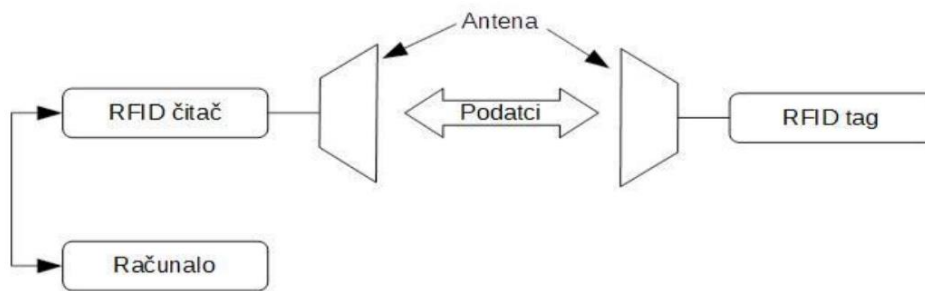 Antena
RFID čitač
Podatci
RFID tag
Računalo